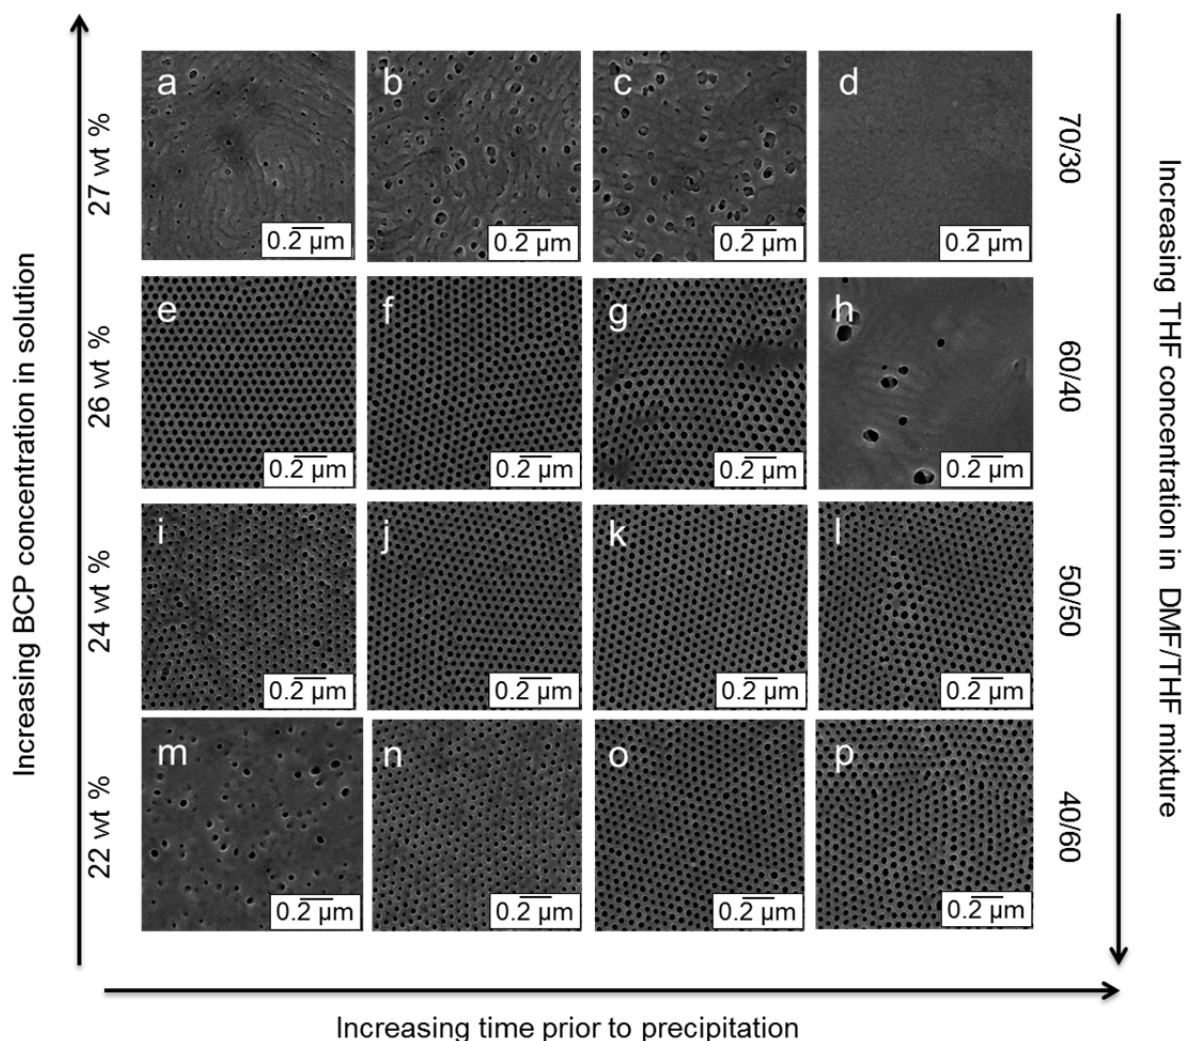 a b c d
27 wt %
70/30
0.2 µm 0.2 µm 0.2 µm 0.2 µm
e f g h
26 wt %
60/40
0.2 µm 0.2 µm 0.2 µm 0.2 µm
Increasing BCP concentration in solution
Increasing THF concentration in DMF/THF mixture
i j k l
24 wt %
50/50
0.2 µm 0.2 µm 0.2 µm 0.2 µm
m n o p
22 wt %
40/60
0.2 µm 0.2 µm 0.2 µm 0.2 µm
Increasing time prior to precipitation